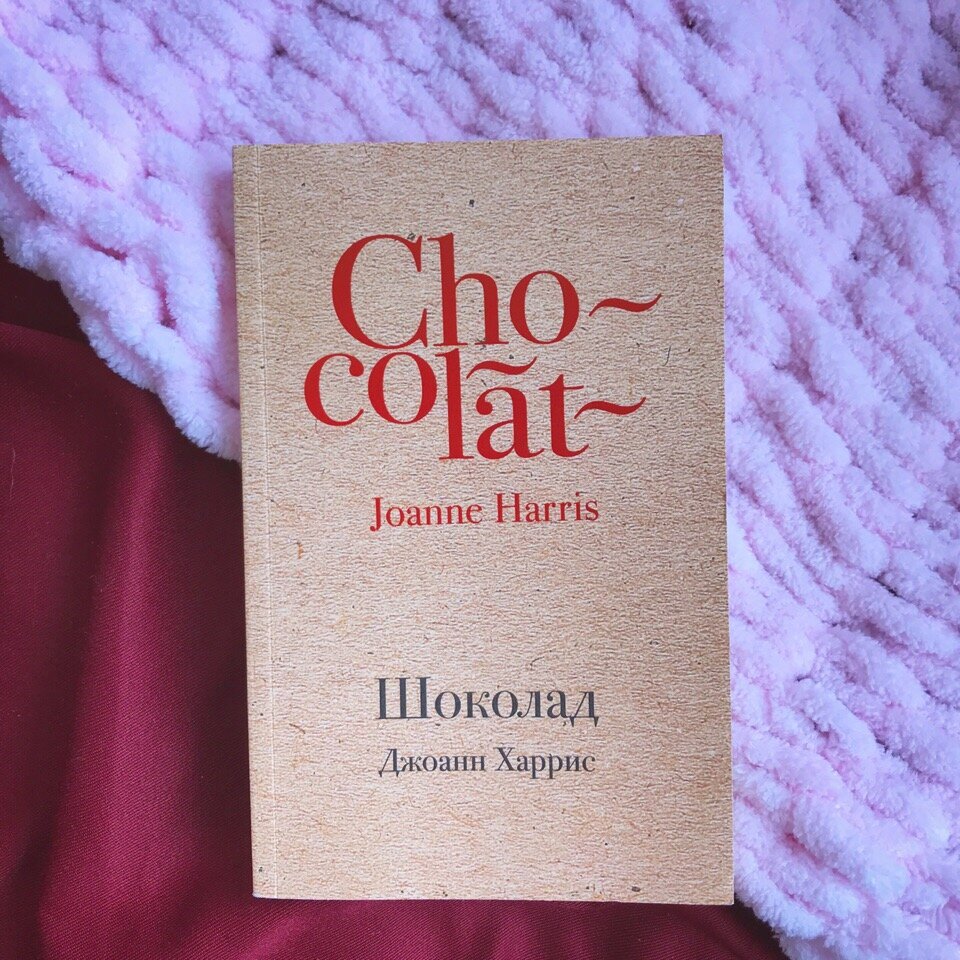 Cho-
colat-
Joanne Harris
Шоколад
Джоанн Харрис